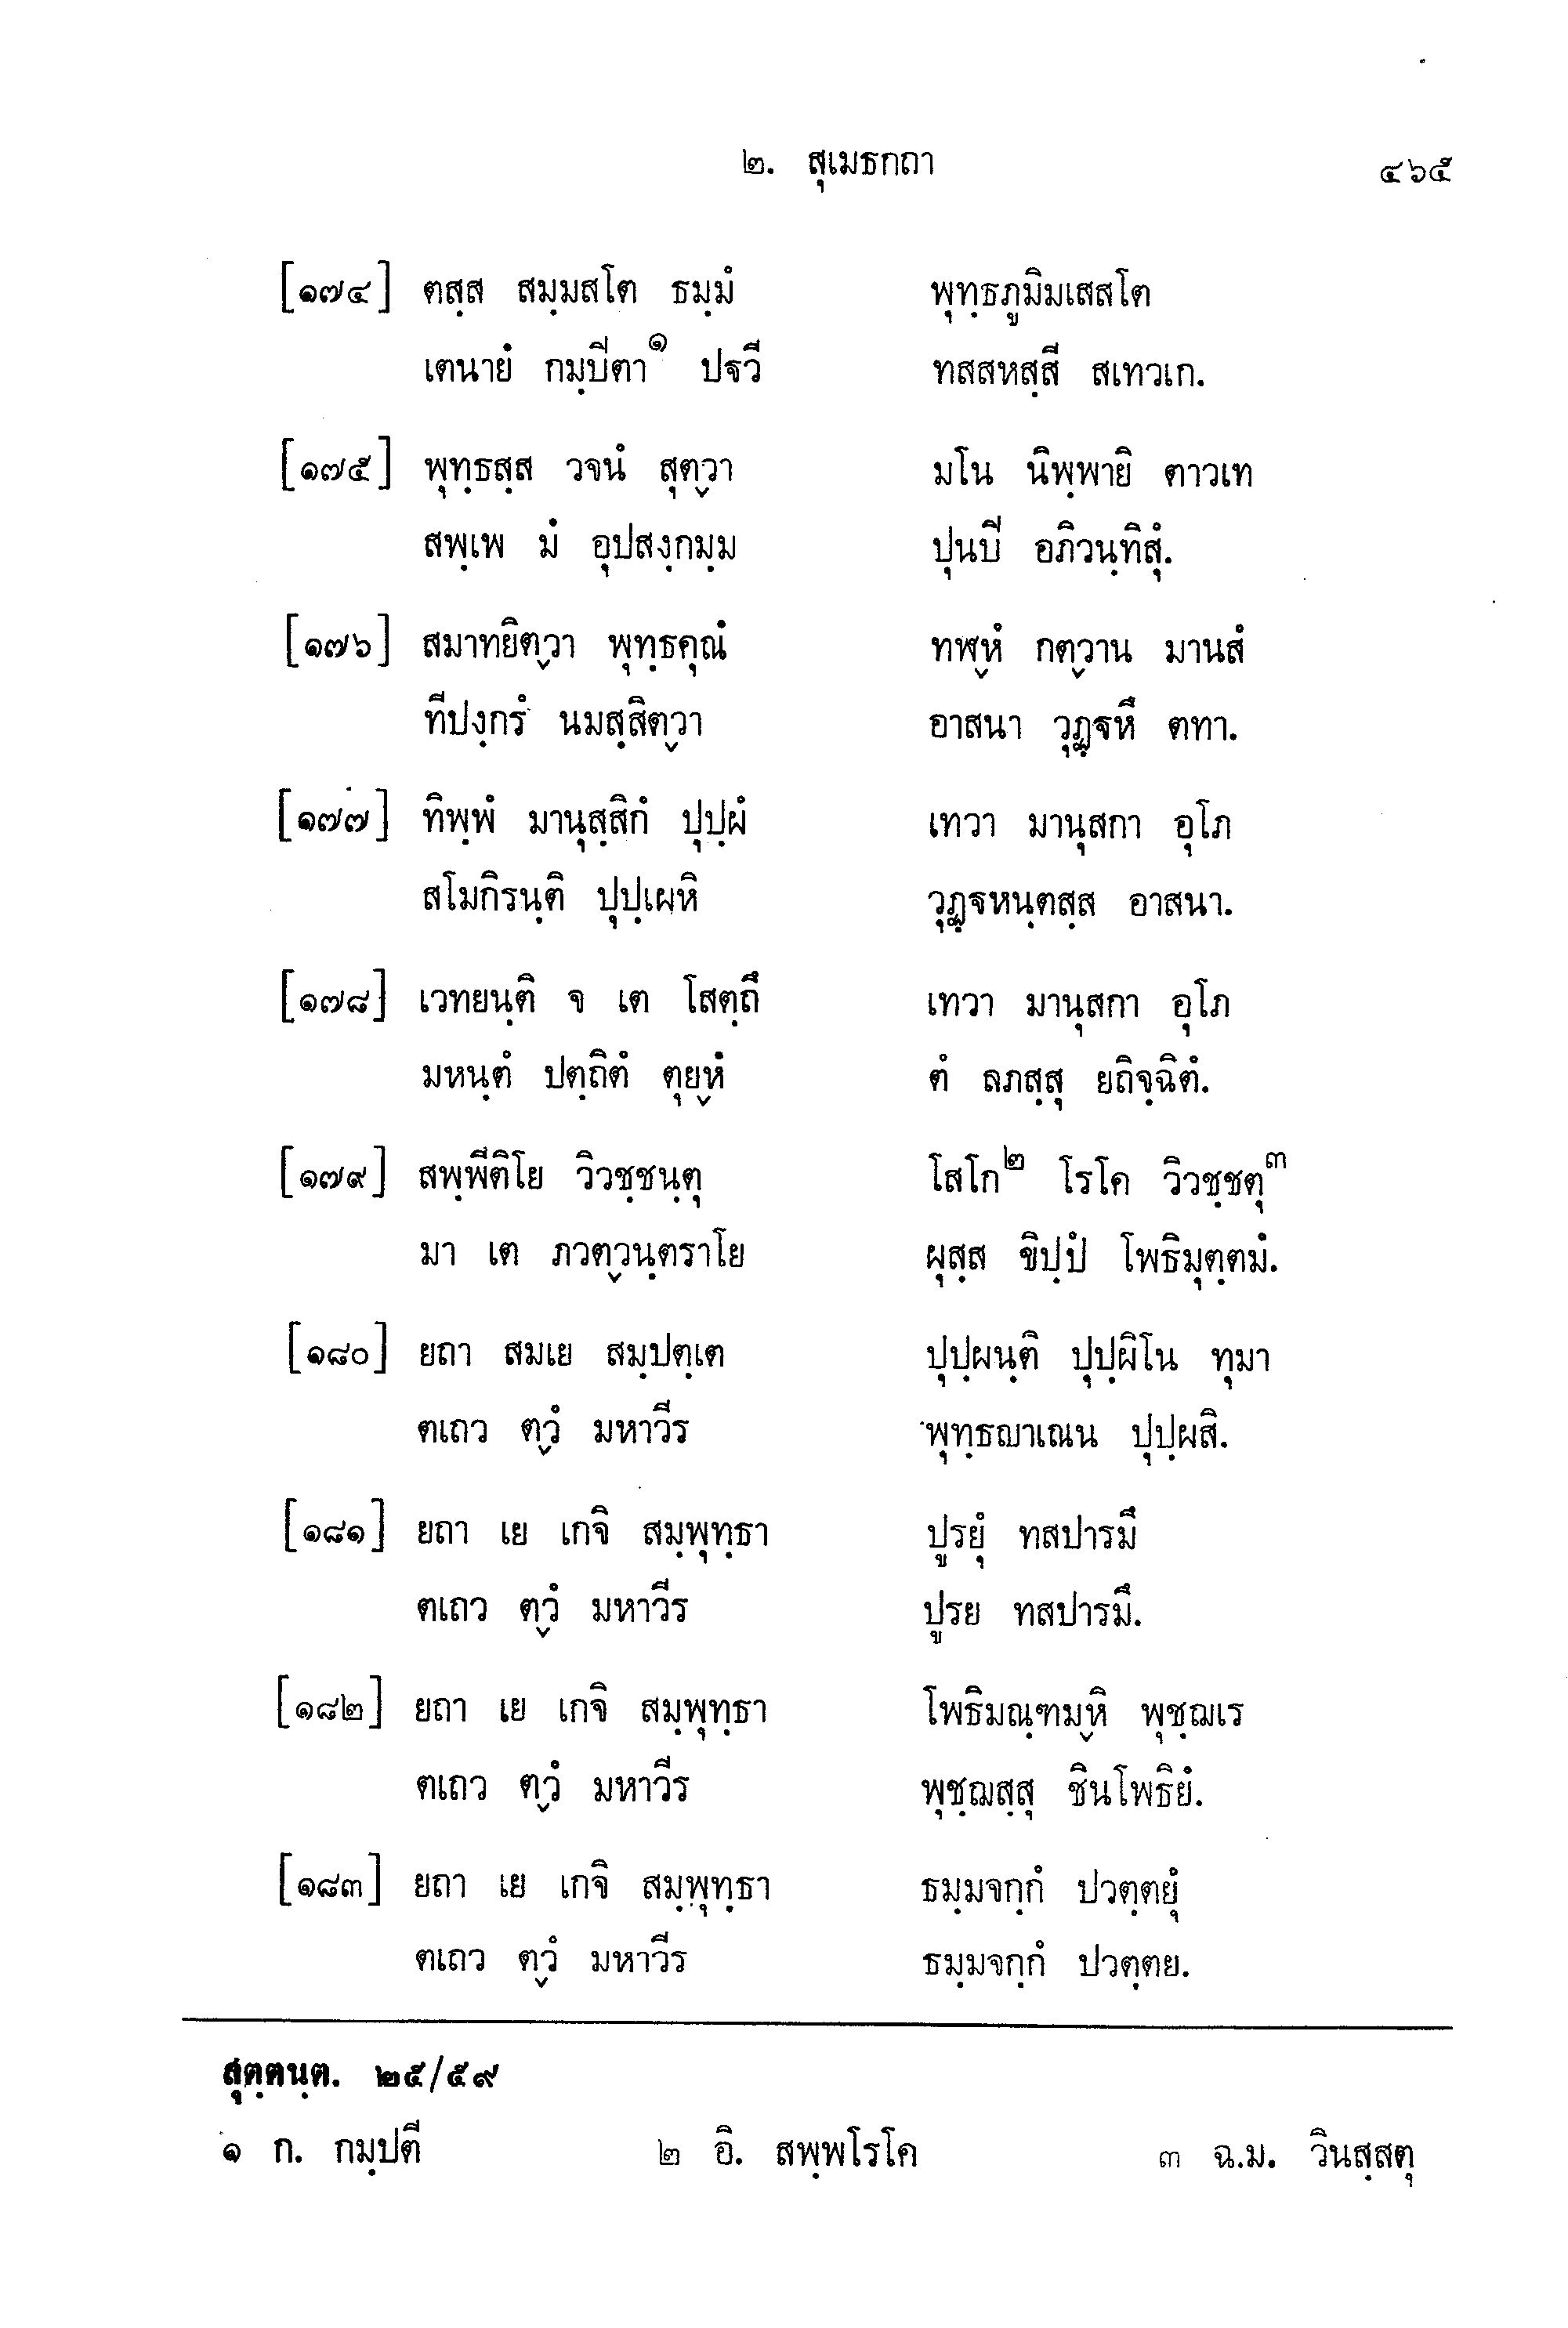 ๒. สุเมธกถา ๔๖๕
[๑๗๔] ตสฺส สมฺมสโต ธมฺมํ พุทฺธภูมิมเสสโต
เตนายํ กมฺปีตา๑ ปฐวี ทสสหสฺสี สเทวเก.
[๑๗๕] พุทฺธสฺส วจนํ สุตฺวา มโน นิพฺพายิ ตาวเท
สพฺเพ มํ อุปสงฺกมฺม ปุนปี อภิวนฺทิสุํ.
[๑๗๖] สมาทยิตฺวา พุทฺธคุณํ ทฬฺหํ กตฺวาน มานสํ
ทีปงฺกรํ นมสฺสิตฺวา อาสนา วุฏฺฐหึ ตทา.
[๑๗๗] ทิพฺพํ มานุสฺสิกํ ปุปฺผํ เทวา มานุสกา อุโภ
สโมกิรนฺติ ปุปฺเผหิ วุฏฺฐหนฺตสฺส อาสนา.
[๑๗๘] เวทยนฺติ จ เต โสตฺถึ เทวา มานุสกา อุโภ
มหนฺตํ ปตฺถิตํ ตุยฺหํ ตํ ลภสฺสุ ยถิจฺฉิตํ.
[๑๗๙] สพฺพีติโย วิวชฺชนฺตุ โสโก๒ โรโค วิวชฺชตุ๓
มา เต ภวตฺวนฺตราโย ผุสฺส ขิปฺปํ โพธิมุตฺตมํ.
[๑๘๐] ยถา สมเย สมฺปตฺเต ปุปฺผนฺติ ปุปฺผิโน ทุมา
ตเถว ตฺวํ มหาวีร พุทฺธญาเณน ปุปฺผสิ.
[๑๘๑] ยถา เย เกจิ สมฺพุทฺธา ปูรยุํ ทสปารมี
ตเถว ตฺวํ มหาวีร ปูรย ทสปารมึ.
[๑๘๒] ยถา เย เกจิ สมฺพุทฺธา โพธิมณฺฑมฺหิ พุชฺฌเร
ตเถว ตฺวํ มหาวีร พุชฺฌสฺสุ ชินโพธิยํ.
[๑๘๓] ยถา เย เกจิ สมฺพุทฺธา ธมฺมจกฺกํ ปวตฺตยุํ
ตเถว ตฺวํ มหาวีร ธมฺมจกฺกํ ปวตฺตย.
สุตฺตนฺต. ๒๕/๕๙
๑ ก. กมฺปตี ๒ อิ. สพฺพโรโค ๓ ฉ.ม. วินสฺสตุ